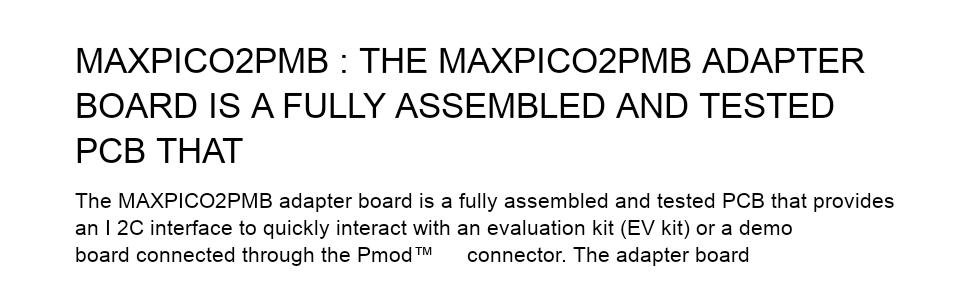 MAXPICO2PMB : THE MAXPICO2PMB ADAPTER
BOARD IS A FULLY ASSEMBLED AND TESTED
PCB THAT
The MAXPICO2PMB adapter board is a fully assembled and tested PCB that provides
an I 2C interface to quickly interact with an evaluation kit (EV kit) or a demo
board connected through the Pmod™ connector. The adapter board